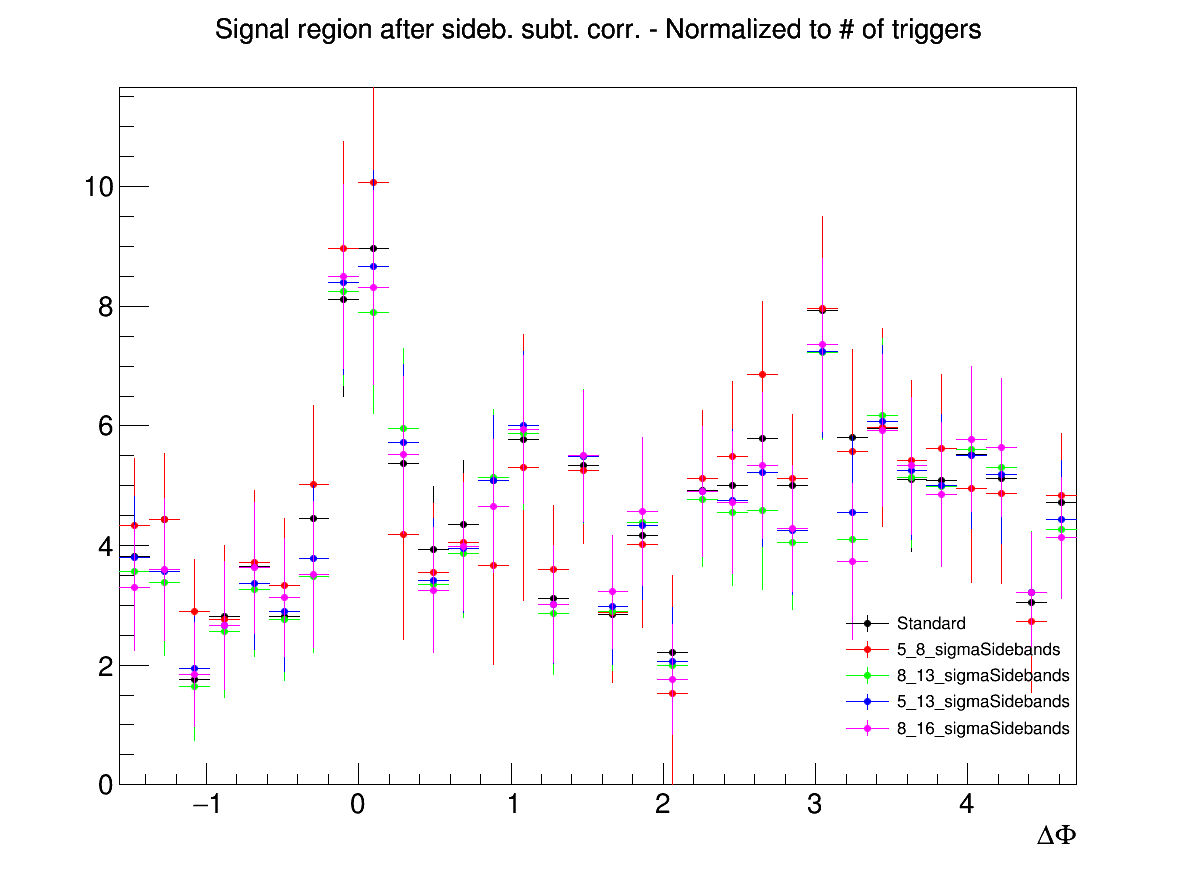 Signal region after sideb. subt. corr. - Normalized to # of triggers
10
8
6
4
2
0
Standard
5_8_sigmaSidebands
8_13_sigmaSidebands
5_13_sigmaSidebands
8_16_sigmaSidebands
−1 0 1 2 3 4
ΔΦ